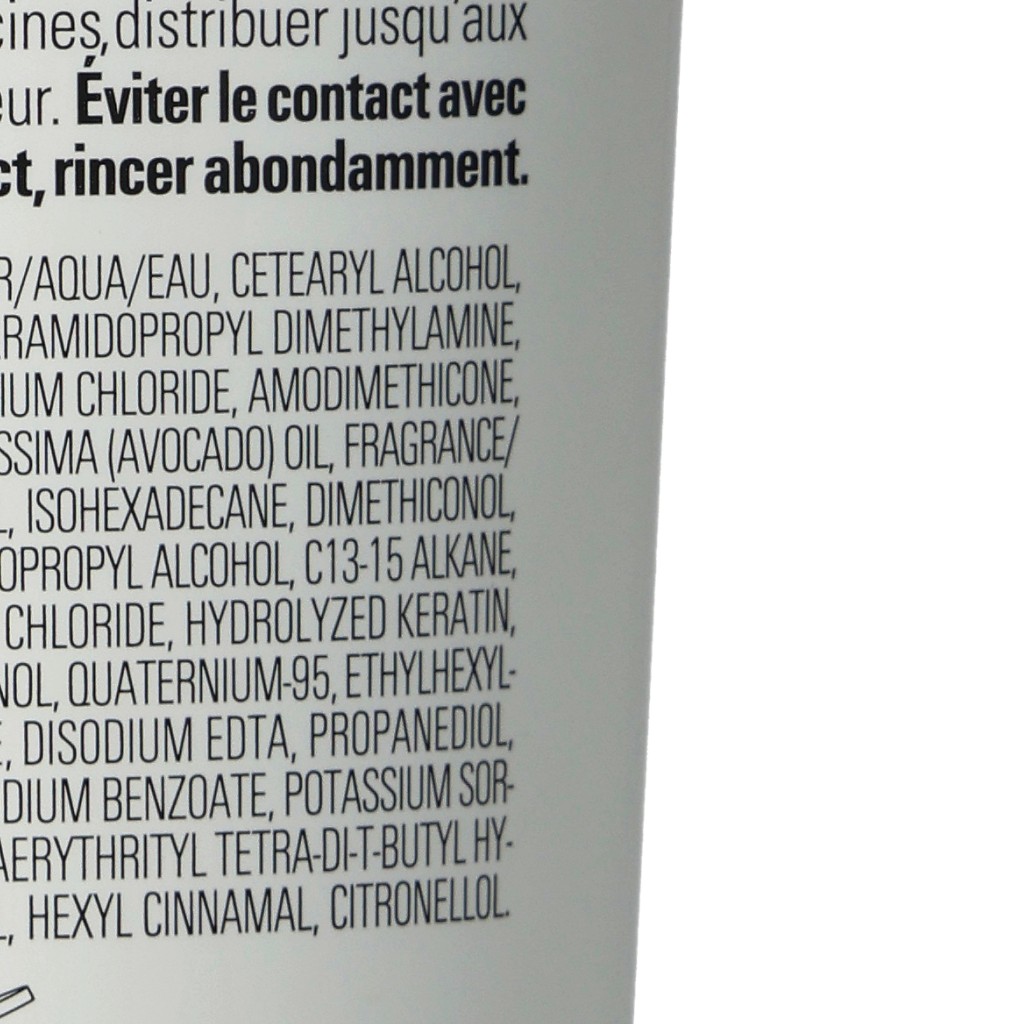 cines, distribuer jusqu'aux
eur. Éviter le contact avec
ct, rincer abondamment.
R/AQUA/EAU, CETEARYL ALCOHOL,
RAMIDOPROPYL DIMETHYLAMINE,
IUM CHLORIDE, AMODIMETHICONE,
SSIMA (AVOCADO) OIL, FRAGRANCE/
L, ISOHEXADECANE, DIMETHICONOL,
OPROPYL ALCOHOL, C13-15 ALKANE,
CHLORIDE, HYDROLYZED KERATIN,
NOL, QUATERNIUM-95, ETHYLHEXYL-
E, DISODIUM EDTA, PROPANEDIOL,
DIUM BENZOATE, POTASSIUM SOR-
AERYTHRITYL TETRA-DI-T-BUTYL HY-
L, HEXYL CINNAMAL, CITRONELLOL.